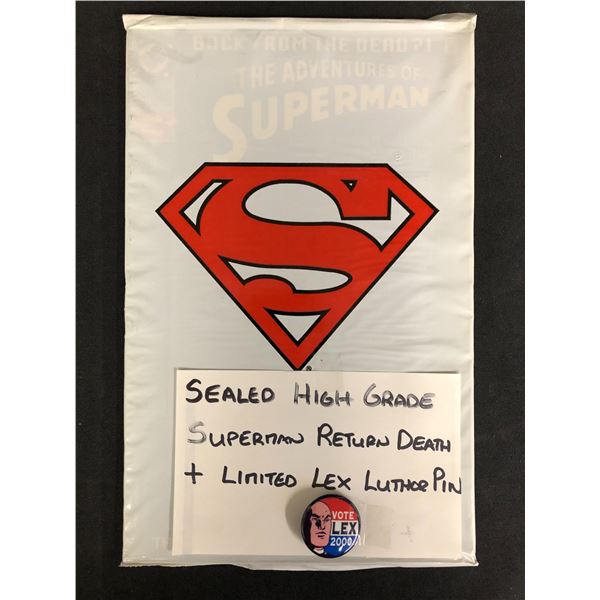 BACK FROM THE DEAD?!
THE ADVENTURES OF
SUPERMAN
S
®
SEALED HIGH GRADE
SUPERMAN RETURN DEATH
+ LIMITED LEX LUTHOR PIN
VOTE
LEX
2000